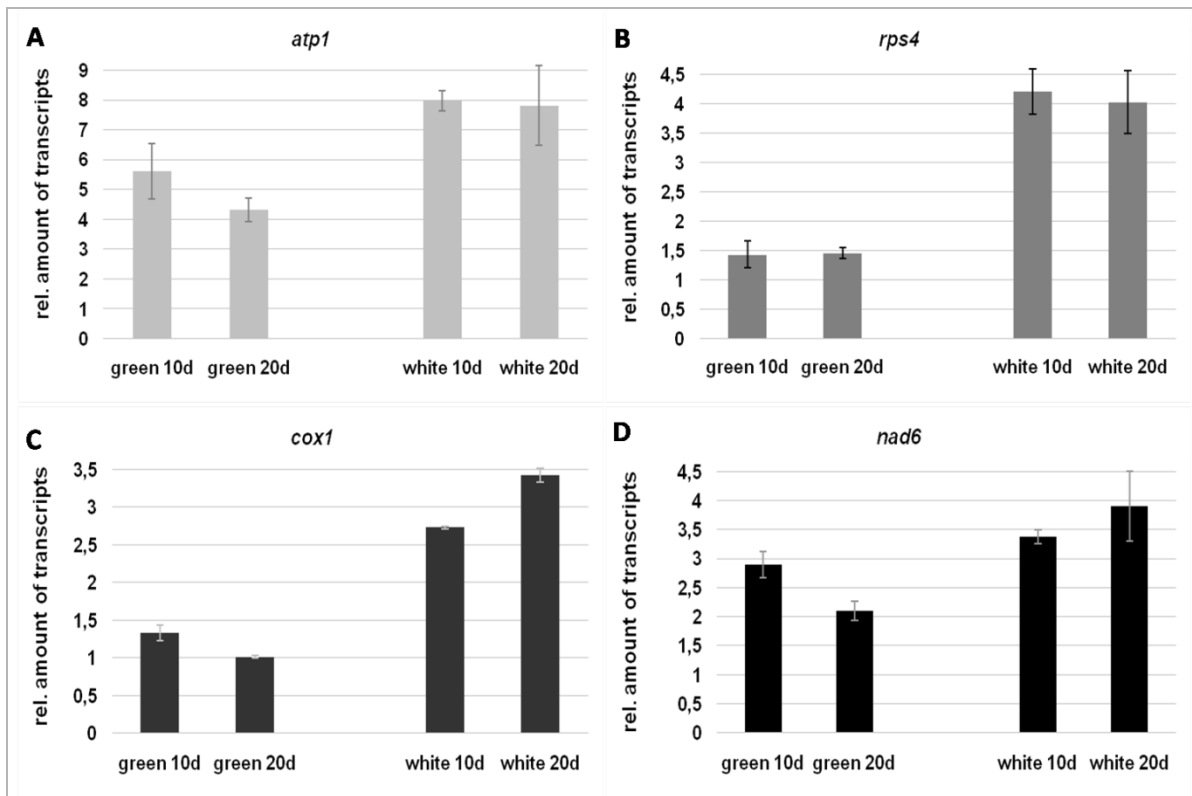 A
atp1
rel. amount of transcripts
9
8
7
6
5
4
3
2
1
0
green 10d green 20d white 10d white 20d
B
rps4
rel. amount of transcripts
4,5
4
3,5
3
2,5
2
1,5
1
0,5
0
green 10d green 20d white 10d white 20d
C
cox1
rel. amount of transcripts
3,5
3
2,5
2
1,5
1
0,5
0
green 10d green 20d white 10d white 20d
D
nad6
rel. amount of transcripts
4,5
4
3,5
3
2,5
2
1,5
1
0,5
0
green 10d green 20d white 10d white 20d